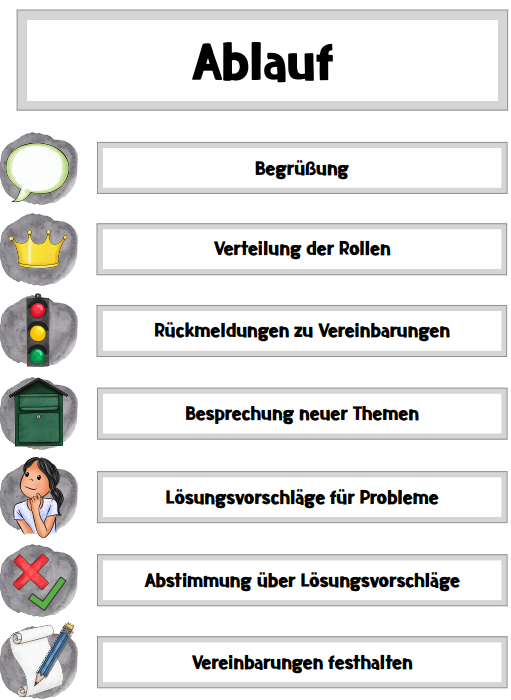 Ablauf
Begrüßung
Verteilung der Rollen
Rückmeldungen zu Vereinbarungen
Besprechung neuer Themen
Lösungsvorschläge für Probleme
Abstimmung über Lösungsvorschläge
Vereinbarungen festhalten